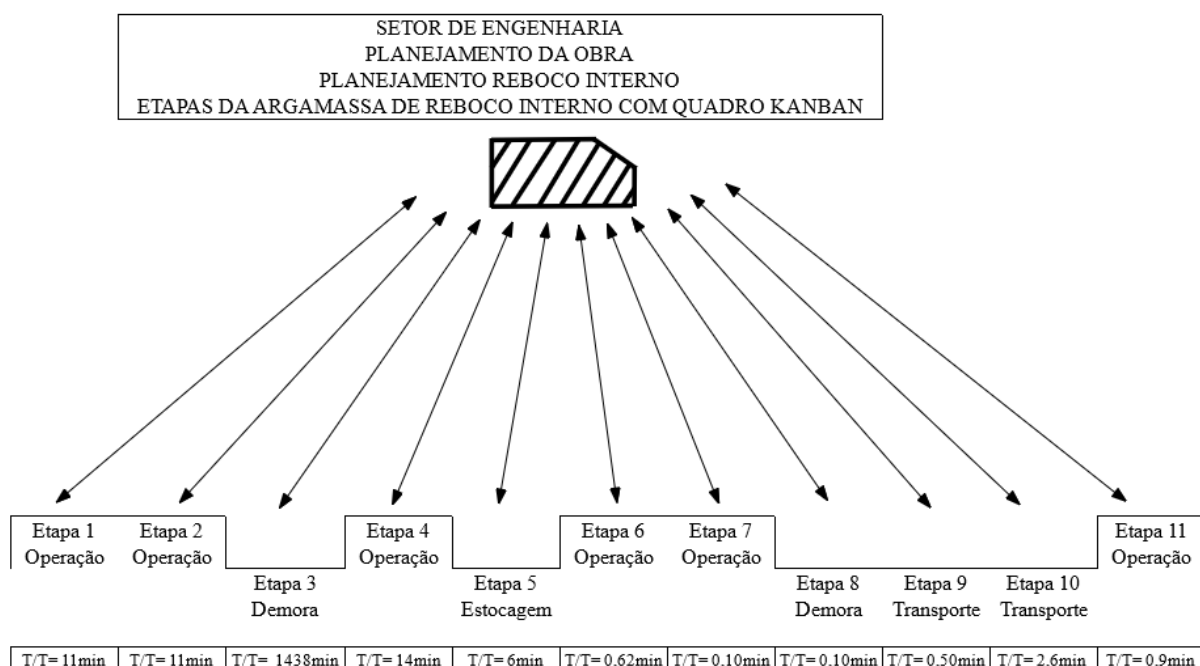 SETOR DE ENGENHARIA
PLANEJAMENTO DA OBRA
PLANEJAMENTO REBOCO INTERNO
ETAPAS DA ARGAMASSA DE REBOCO INTERNO COM QUADRO KANBAN
Etapa 1 Etapa 2 Etapa 4 Etapa 6 Etapa 7 Etapa 11
Operação Operação Operação Operação Operação Operação
Etapa 3 Etapa 5 Etapa 8 Etapa 9 Etapa 10
Demora Estocagem Demora Transporte Transporte
T/T= 11min T/T= 11min T/T= 1438min T/T= 14min T/T= 6min T/T= 0,62min T/T= 0,10min T/T= 0,10min T/T= 0,50min T/T= 2,6min T/T= 0,9min